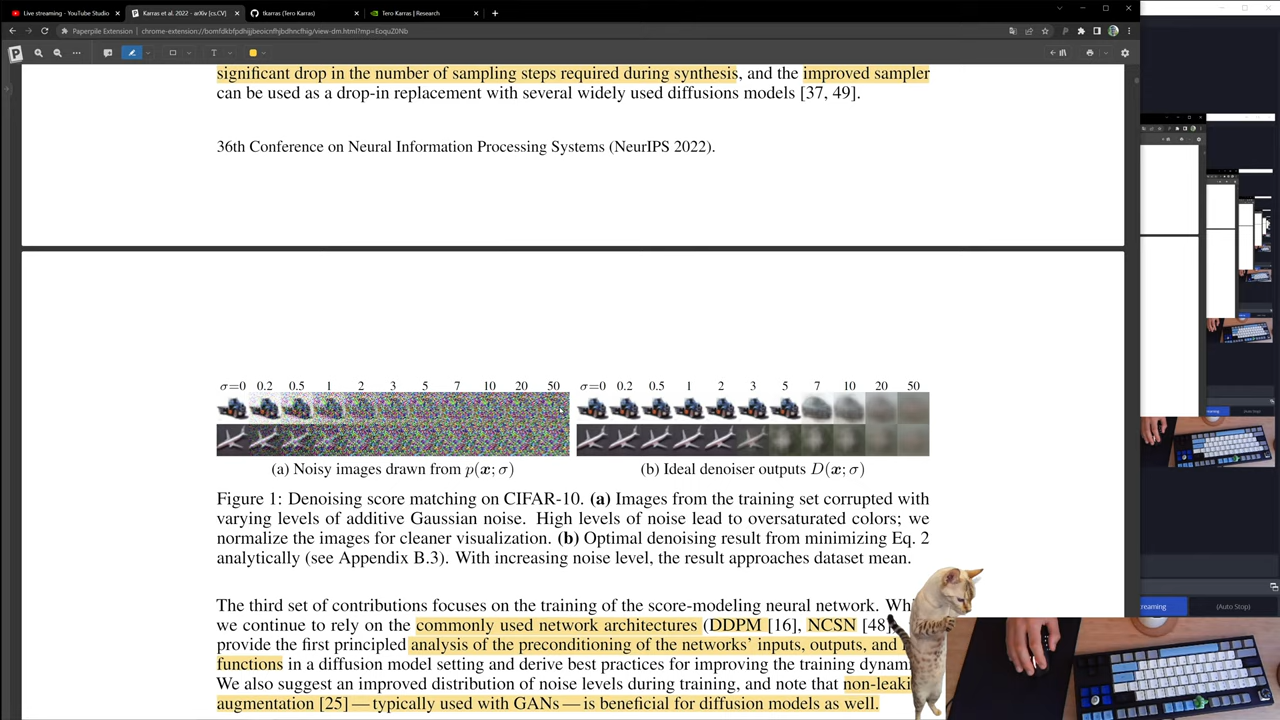 Live streaming - YouTube Studio
Karras et al. 2022 - arXiv [cs.CV]
tkarras (Tero Karras)
Tero Karras | Research
Paperpile Extension
chrome-extension://bomfdkbfpdhijjbeoicnfhjbdhncfhig/view-dm.html?mp=EoquZ0Nb
significant drop in the number of sampling steps required during synthesis, and the improved sampler
can be used as a drop-in replacement with several widely used diffusions models [37, 49].
36th Conference on Neural Information Processing Systems (NeurIPS 2022).
σ=0 0.2 0.5 1 2 3 5 7 10 20 50
σ=0 0.2 0.5 1 2 3 5 7 10 20 50
(a) Noisy images drawn from p(x; σ)
(b) Ideal denoiser outputs D(x; σ)
Figure 1: Denoising score matching on CIFAR-10. (a) Images from the training set corrupted with
varying levels of additive Gaussian noise. High levels of noise lead to oversaturated colors; we
normalize the images for cleaner visualization. (b) Optimal denoising result from minimizing Eq. 2
analytically (see Appendix B.3). With increasing noise level, the result approaches dataset mean.
The third set of contributions focuses on the training of the score-modeling neural network. Whi
we continue to rely on the commonly used network architectures (DDPM [16], NCSN [48]
provide the first principled analysis of the preconditioning of the networks' inputs, outputs, and
functions in a diffusion model setting and derive best practices for improving the training dynam
We also suggest an improved distribution of noise levels during training, and note that non-leaki
augmentation [25] — typically used with GANs — is beneficial for diffusion models as well.
reaming
(Auto Stop)